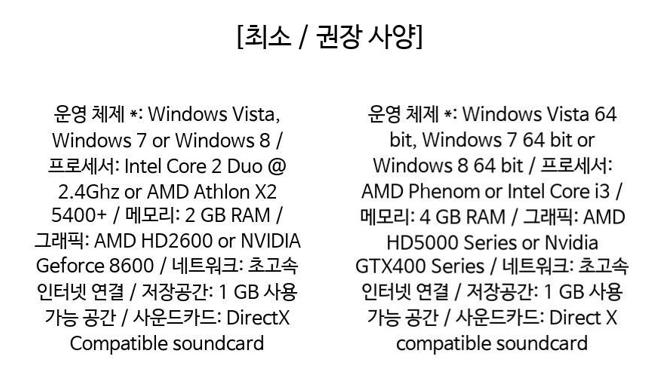 [최소 / 권장 사양]
운영 체제 *: Windows Vista,
Windows 7 or Windows 8 /
프로세서: Intel Core 2 Duo @
2.4Ghz or AMD Athlon X2
5400+ / 메모리: 2 GB RAM /
그래픽: AMD HD2600 or NVIDIA
Geforce 8600 / 네트워크: 초고속
인터넷 연결 / 저장공간: 1 GB 사용
가능 공간 / 사운드카드: DirectX
Compatible soundcard
운영 체제 *: Windows Vista 64
bit, Windows 7 64 bit or
Windows 8 64 bit / 프로세서:
AMD Phenom or Intel Core i3 /
메모리: 4 GB RAM / 그래픽: AMD
HD5000 Series or Nvidia
GTX400 Series / 네트워크: 초고속
인터넷 연결 / 저장공간: 1 GB 사용
가능 공간 / 사운드카드: Direct X
compatible soundcard